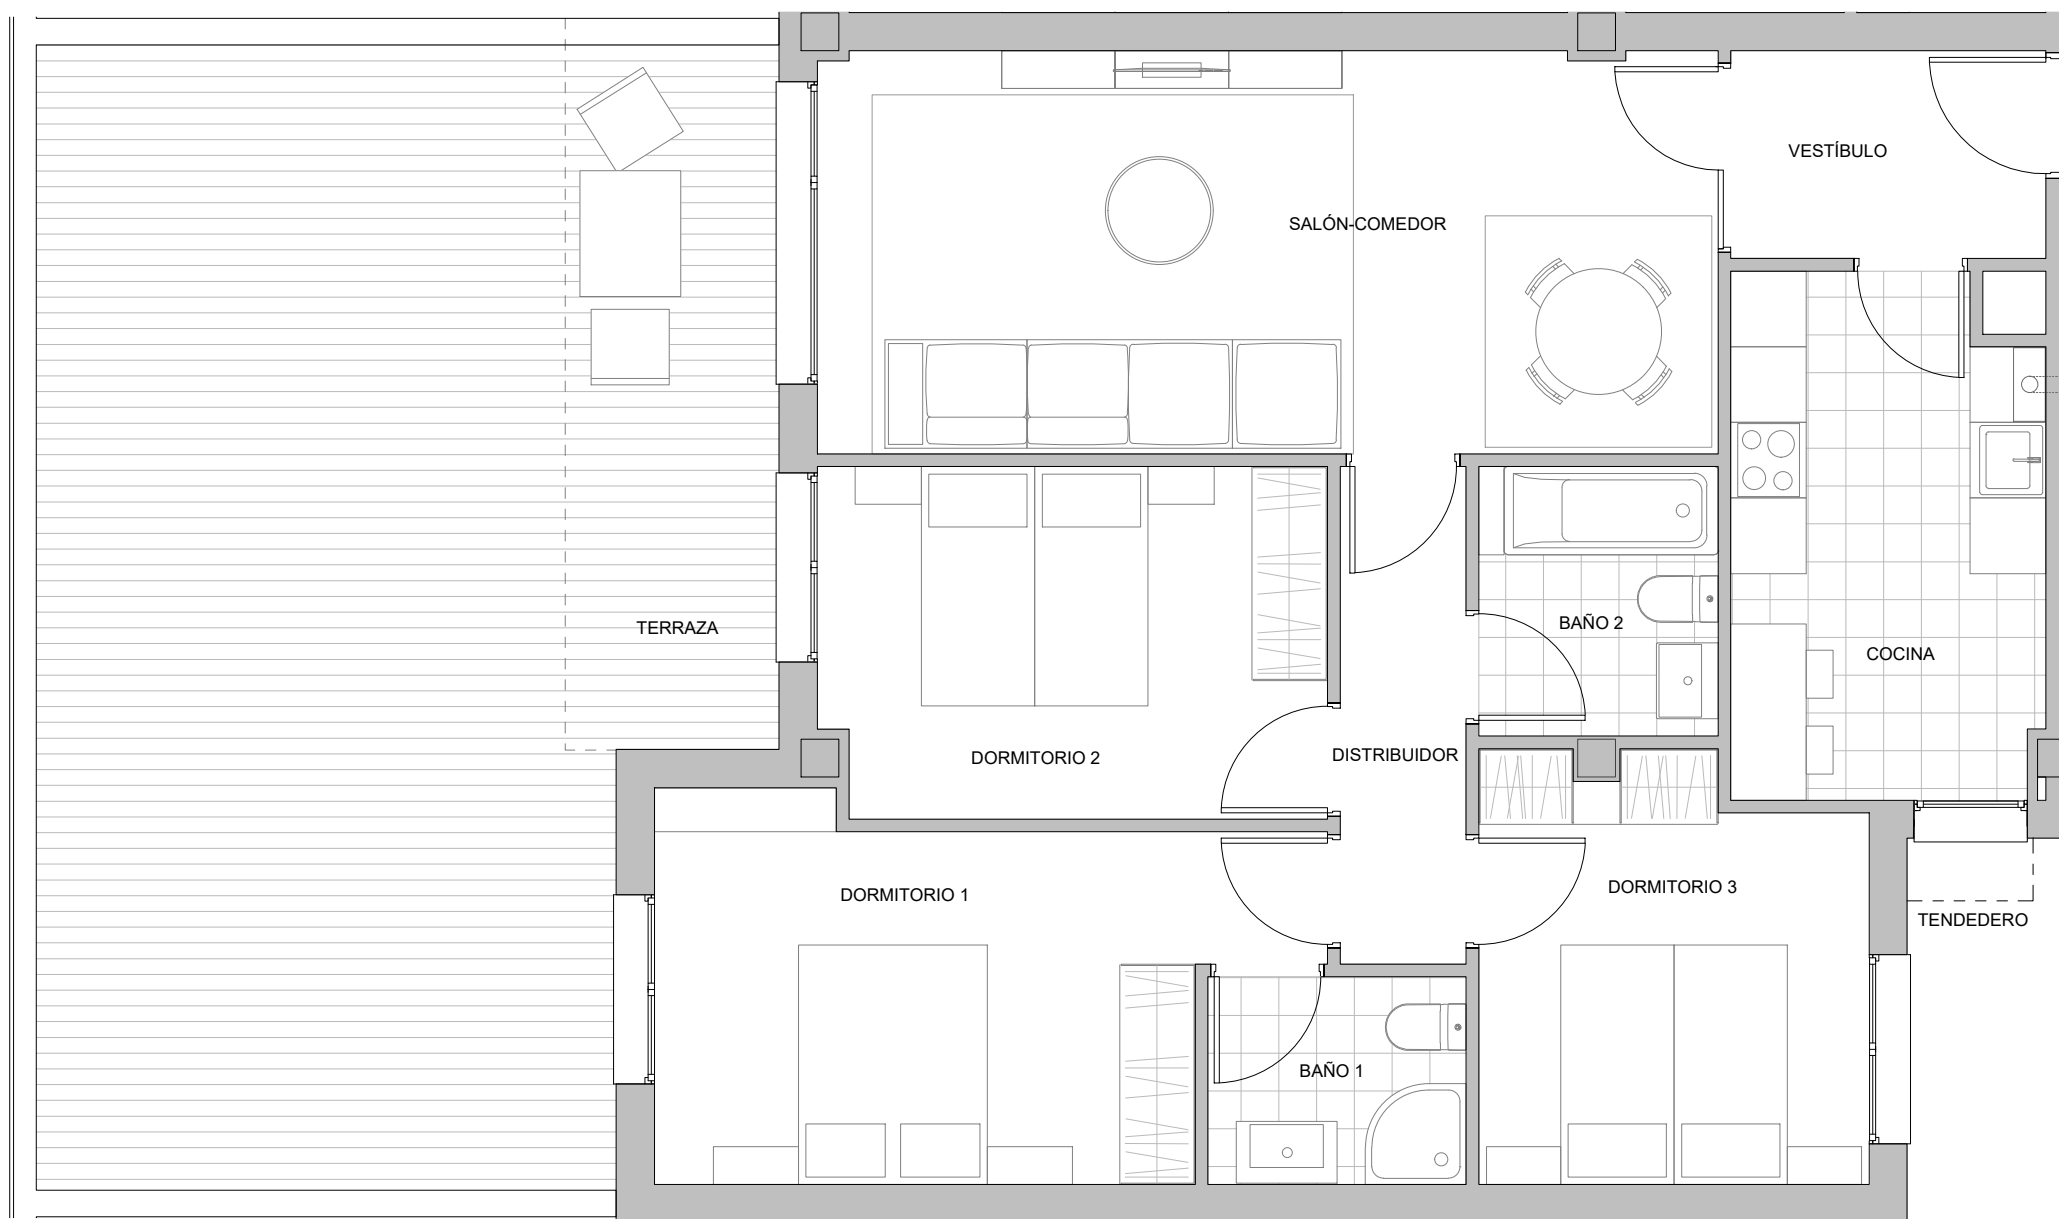 VESTÍBULO
SALÓN-COMEDOR
BAÑO 2
TERRAZA
COCINA
DORMITORIO 2
DISTRIBUIDOR
DORMITORIO 1
DORMITORIO 3
TENDEDERO
BAÑO 1